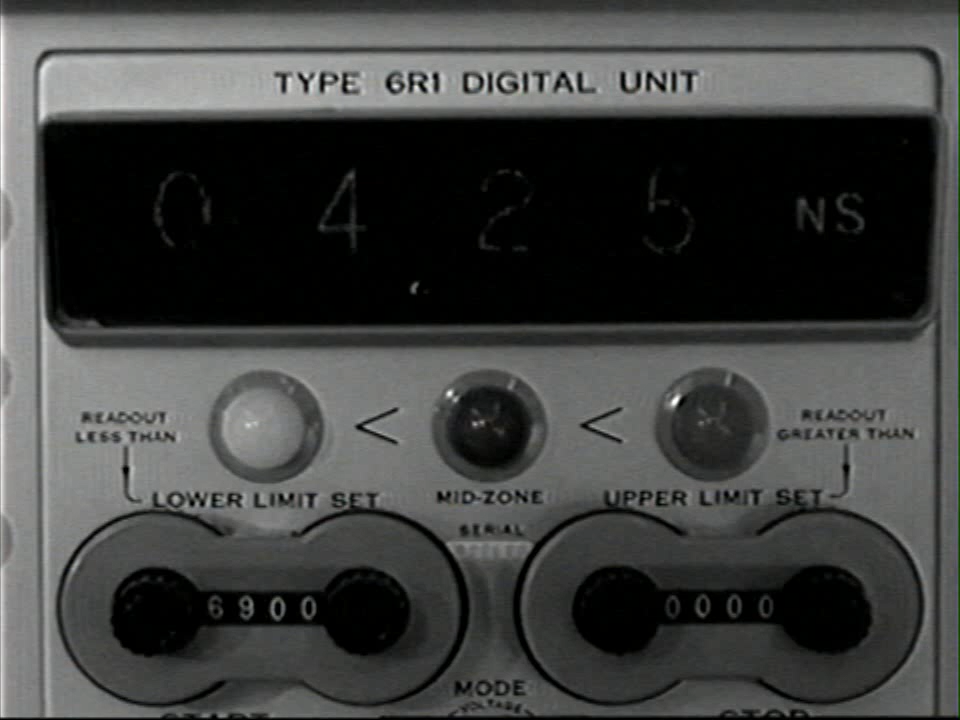 TYPE 6R1 DIGITAL UNIT
0 4 2 5 NS
READOUT
LESS THAN
< <
READOUT
GREATER THAN
LOWER LIMIT SET
MID-ZONE
UPPER LIMIT SET
SERIAL
6900
0000
MODE
VOLTAGE
START
STOP